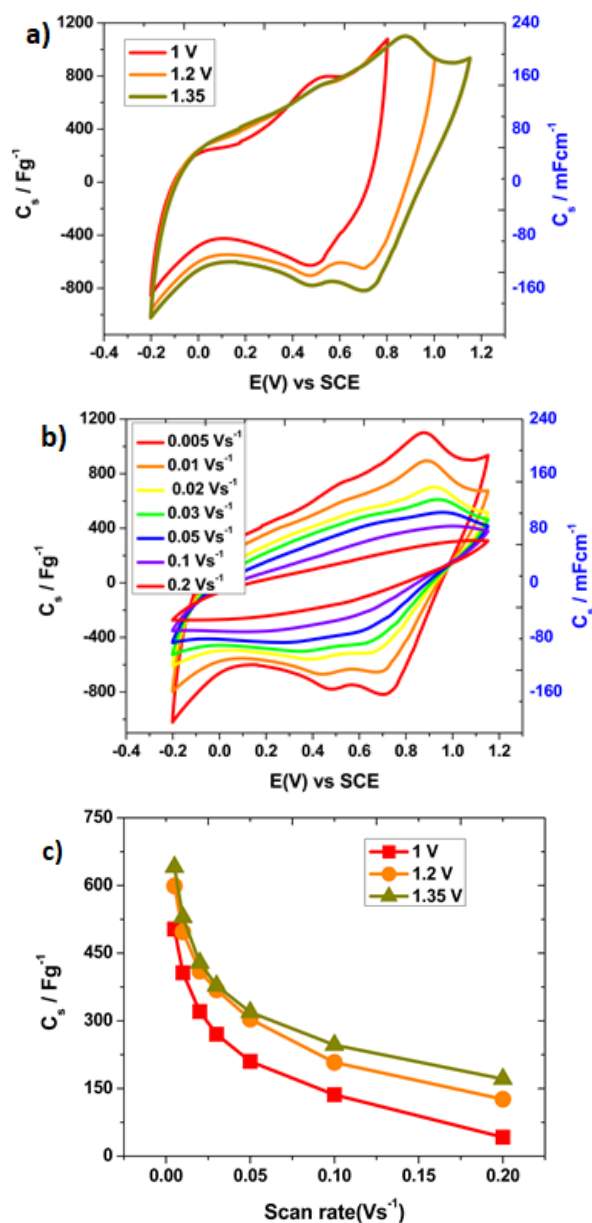 a)
1 V
1.2 V
1.35
1200
800
400
0
-400
-800
C_s / Fg⁻¹
240
160
80
0
-80
-160
C_s / mFcm⁻¹
-0.4 -0.2 0.0 0.2 0.4 0.6 0.8 1.0 1.2
E(V) vs SCE
b)
0.005 Vs⁻¹
0.01 Vs⁻¹
0.02 Vs⁻¹
0.03 Vs⁻¹
0.05 Vs⁻¹
0.1 Vs⁻¹
0.2 Vs⁻¹
1200
800
400
0
-400
-800
C_s / Fg⁻¹
240
160
80
0
-80
-160
C_s / mFcm⁻¹
-0.4 -0.2 0.0 0.2 0.4 0.6 0.8 1.0 1.2
E(V) vs SCE
c)
1 V
1.2 V
1.35 V
750
600
450
300
150
0
C_s / Fg⁻¹
0.00 0.05 0.10 0.15 0.20
Scan rate(Vs⁻¹)